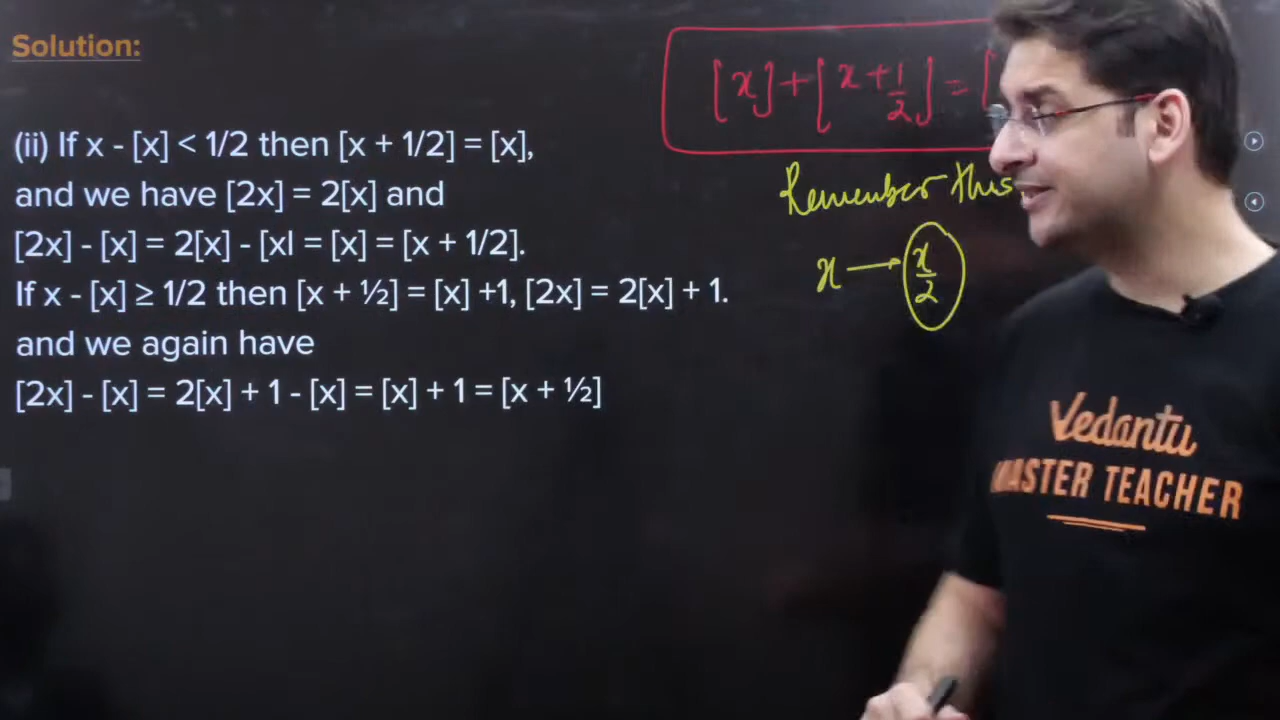 Solution:
[x] + [x + 1/2] = [
(ii) If x - [x] < 1/2 then [x + 1/2] = [x],
and we have [2x] = 2[x] and
[2x] - [x] = 2[x] - [xl = [x] = [x + 1/2].
If x - [x] ≥ 1/2 then [x + ½] = [x] +1, [2x] = 2[x] + 1.
and we again have
[2x] - [x] = 2[x] + 1 - [x] = [x] + 1 = [x + ½]
Remember this
x → x/2
Vedantu
MASTER TEACHER